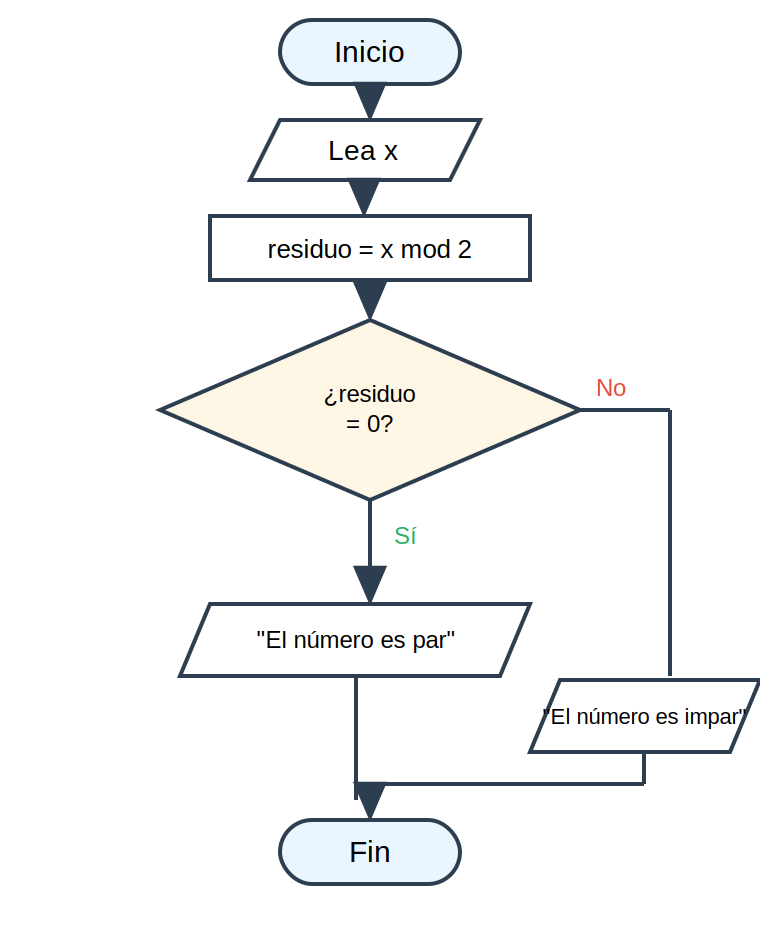 Inicio
Lea x
residuo = x mod 2
¿residuo
= 0?
No
Sí
"El número es par"
"El número es impar"
Fin